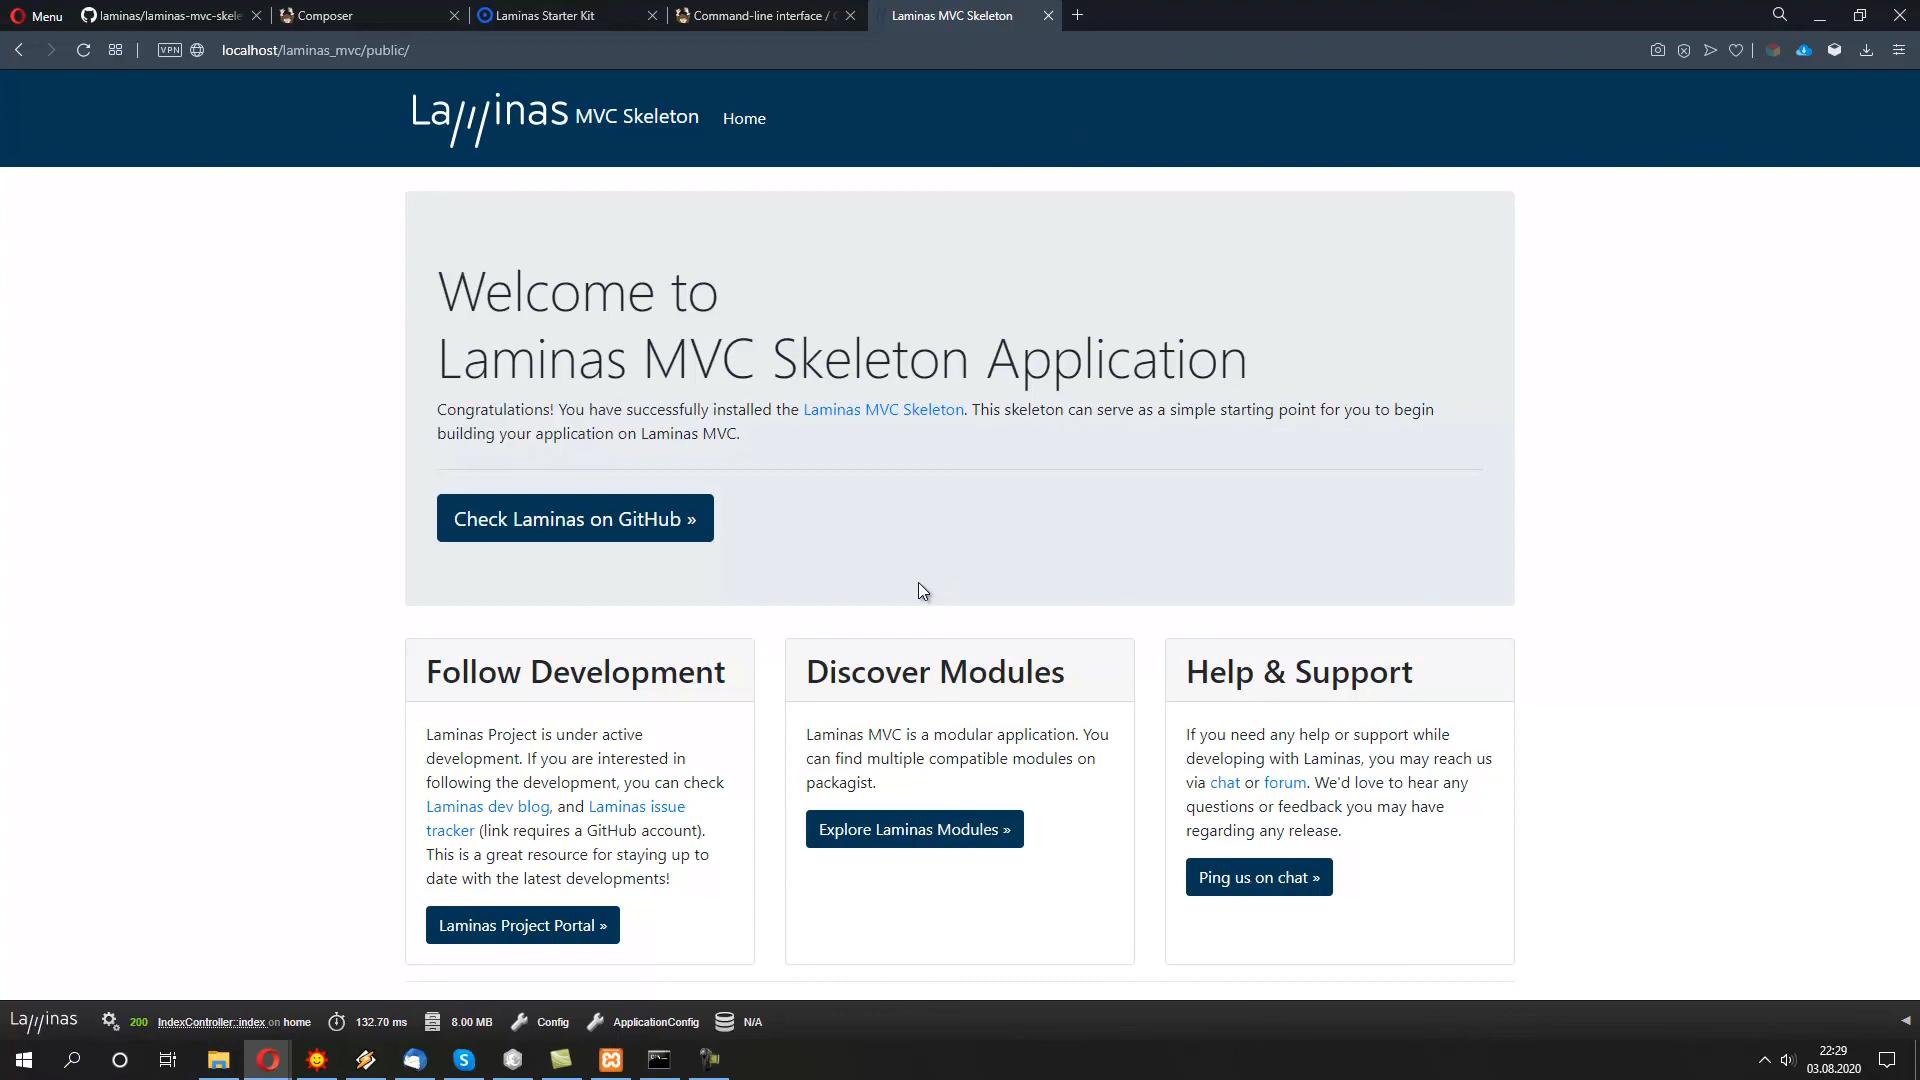 Menu
laminas/laminas-mvc-skele
Composer
Laminas Starter Kit
Command-line interface /
Laminas MVC Skeleton
VPN
localhost/laminas_mvc/public/
Laminas MVC Skeleton
Home
Welcome to
Laminas MVC Skeleton Application
Congratulations! You have successfully installed the Laminas MVC Skeleton. This skeleton can serve as a simple starting point for you to begin
building your application on Laminas MVC.
Check Laminas on GitHub »
Follow Development
Laminas Project is under active
development. If you are interested in
following the development, you can check
Laminas dev blog, and Laminas issue
tracker (link requires a GitHub account).
This is a great resource for staying up to
date with the latest developments!
Laminas Project Portal »
Discover Modules
Laminas MVC is a modular application. You
can find multiple compatible modules on
packagist.
Explore Laminas Modules »
Help & Support
If you need any help or support while
developing with Laminas, you may reach us
via chat or forum. We'd love to hear any
questions or feedback you may have
regarding any release.
Ping us on chat »
Laminas
200 IndexController::index on home
132.70 ms
8.00 MB
Config
ApplicationConfig
N/A
22:29
03.08.2020